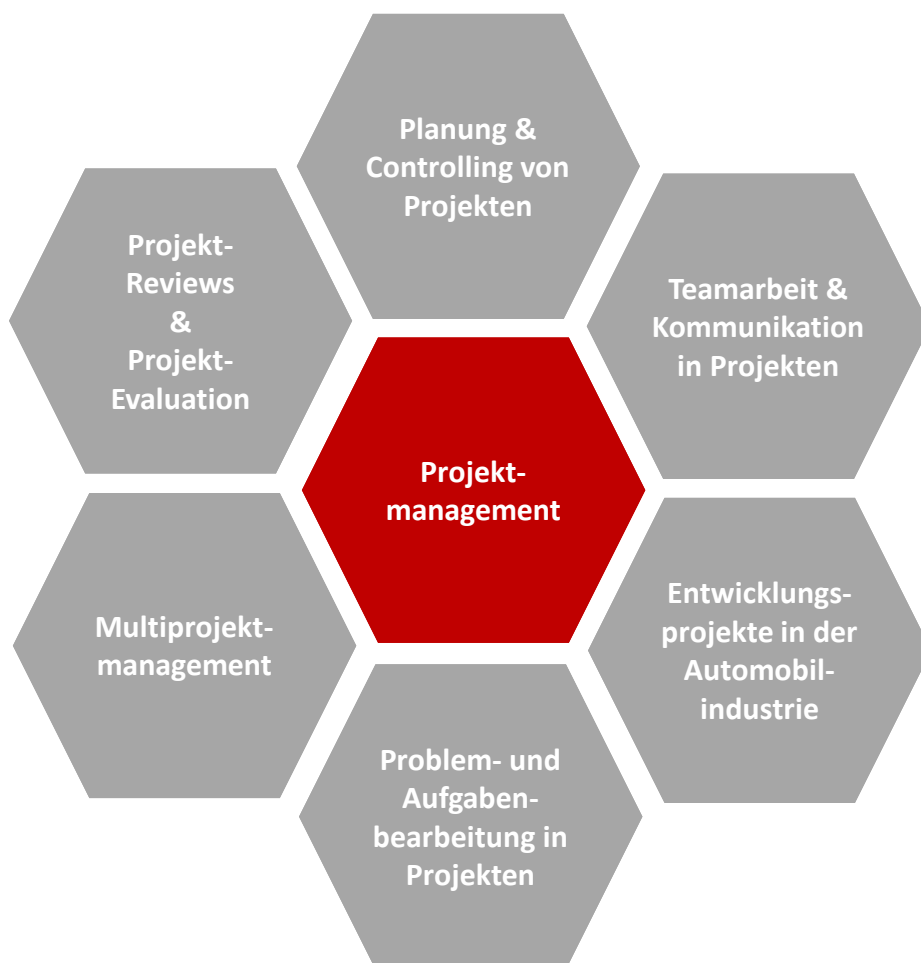 Planung &
Controlling von
Projekten
Projekt-
Reviews
&
Projekt-
Evaluation
Teamarbeit &
Kommunikation
in Projekten
Projekt-
management
Multiprojekt-
management
Entwicklungs-
projekte in der
Automobil-
industrie
Problem- und
Aufgaben-
bearbeitung in
Projekten